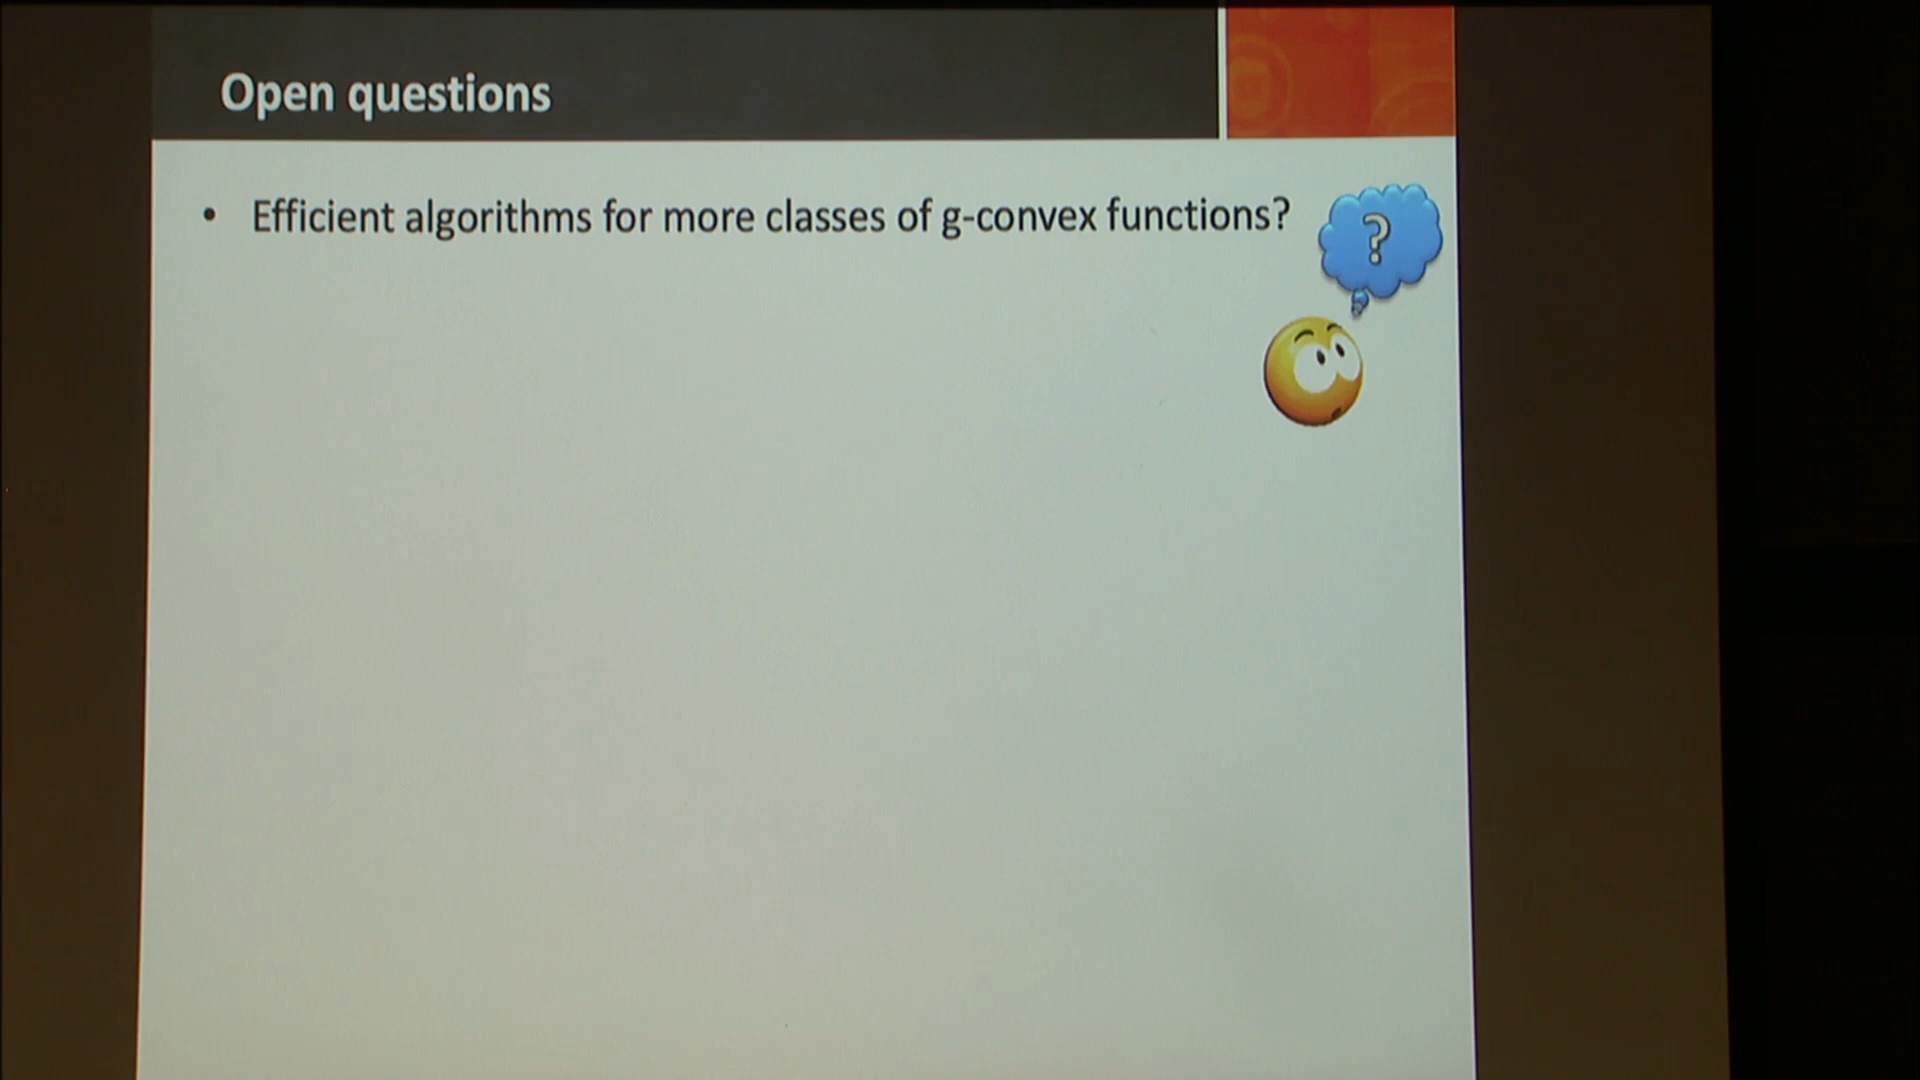 Open questions
• Efficient algorithms for more classes of g-convex functions?
?